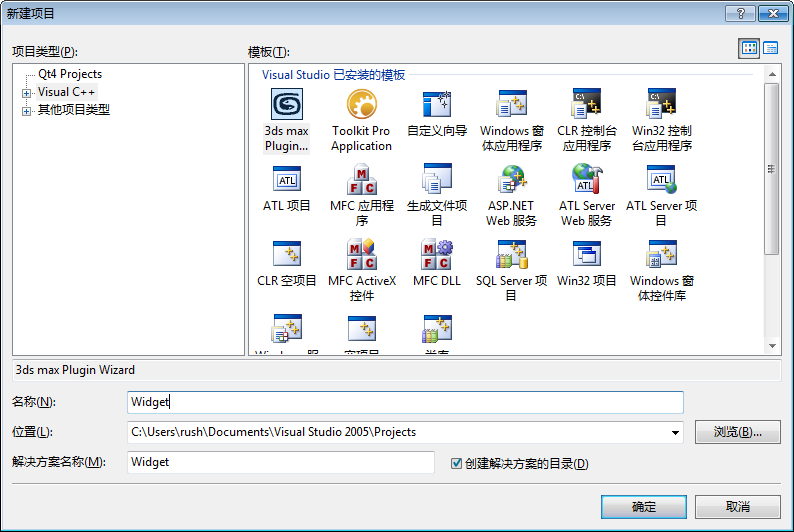 新建项目
项目类型(P):
模板(T):
Qt4 Projects
Visual C++
其他项目类型
Visual Studio 已安装的模板
3ds max
Plugin...
Toolkit Pro
Application
自定义向导
Windows 窗
体应用程序
CLR 控制台
应用程序
Win32 控制
台应用程序
ATL 项目
MFC 应用程
序
生成文件项
目
ASP.NET
Web 服务
ATL Server
Web 服务
ATL Server 项
目
CLR 空项目
MFC ActiveX
控件
MFC DLL
SQL Server 项
目
Win32 项目
Windows 窗
体控件库
3ds max Plugin Wizard
名称(N):
Widget
位置(L):
C:\Users\rush\Documents\Visual Studio 2005\Projects
浏览(B)...
解决方案名称(M):
Widget
创建解决方案的目录(D)
确定
取消